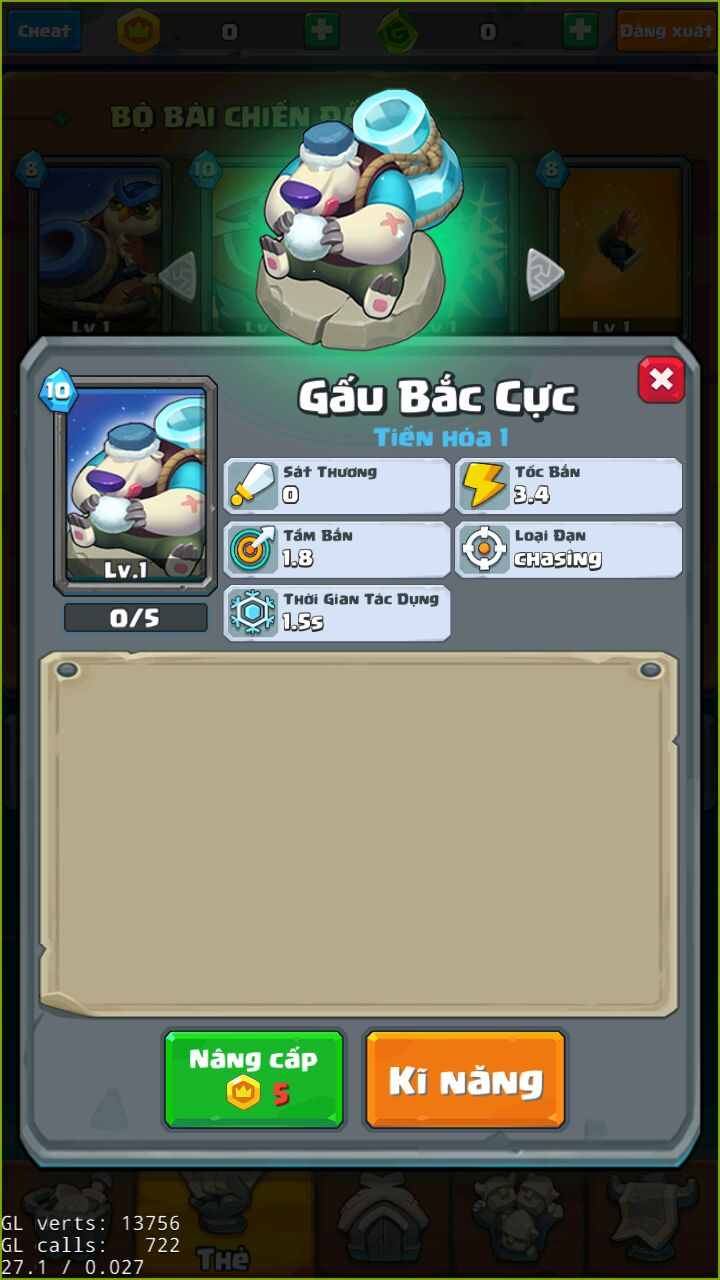 Cheat
0
0
Đăng xuất
BỘ BÀI CHIẾN ĐẤ
8
10
8
Lv 1
Lv
1
Lv 1
Gấu Bắc Cực
Tiến hóa 1
10
Lv.1
0/5
Sát Thương
0
Tốc Bắn
3.4
Tầm Bắn
1.8
Loại Đạn
chasing
Thời Gian Tác Dụng
1.5s
Nâng cấp
5
Kĩ năng
Thẻ
GL verts: 13756
GL calls: 722
27.1 / 0.027